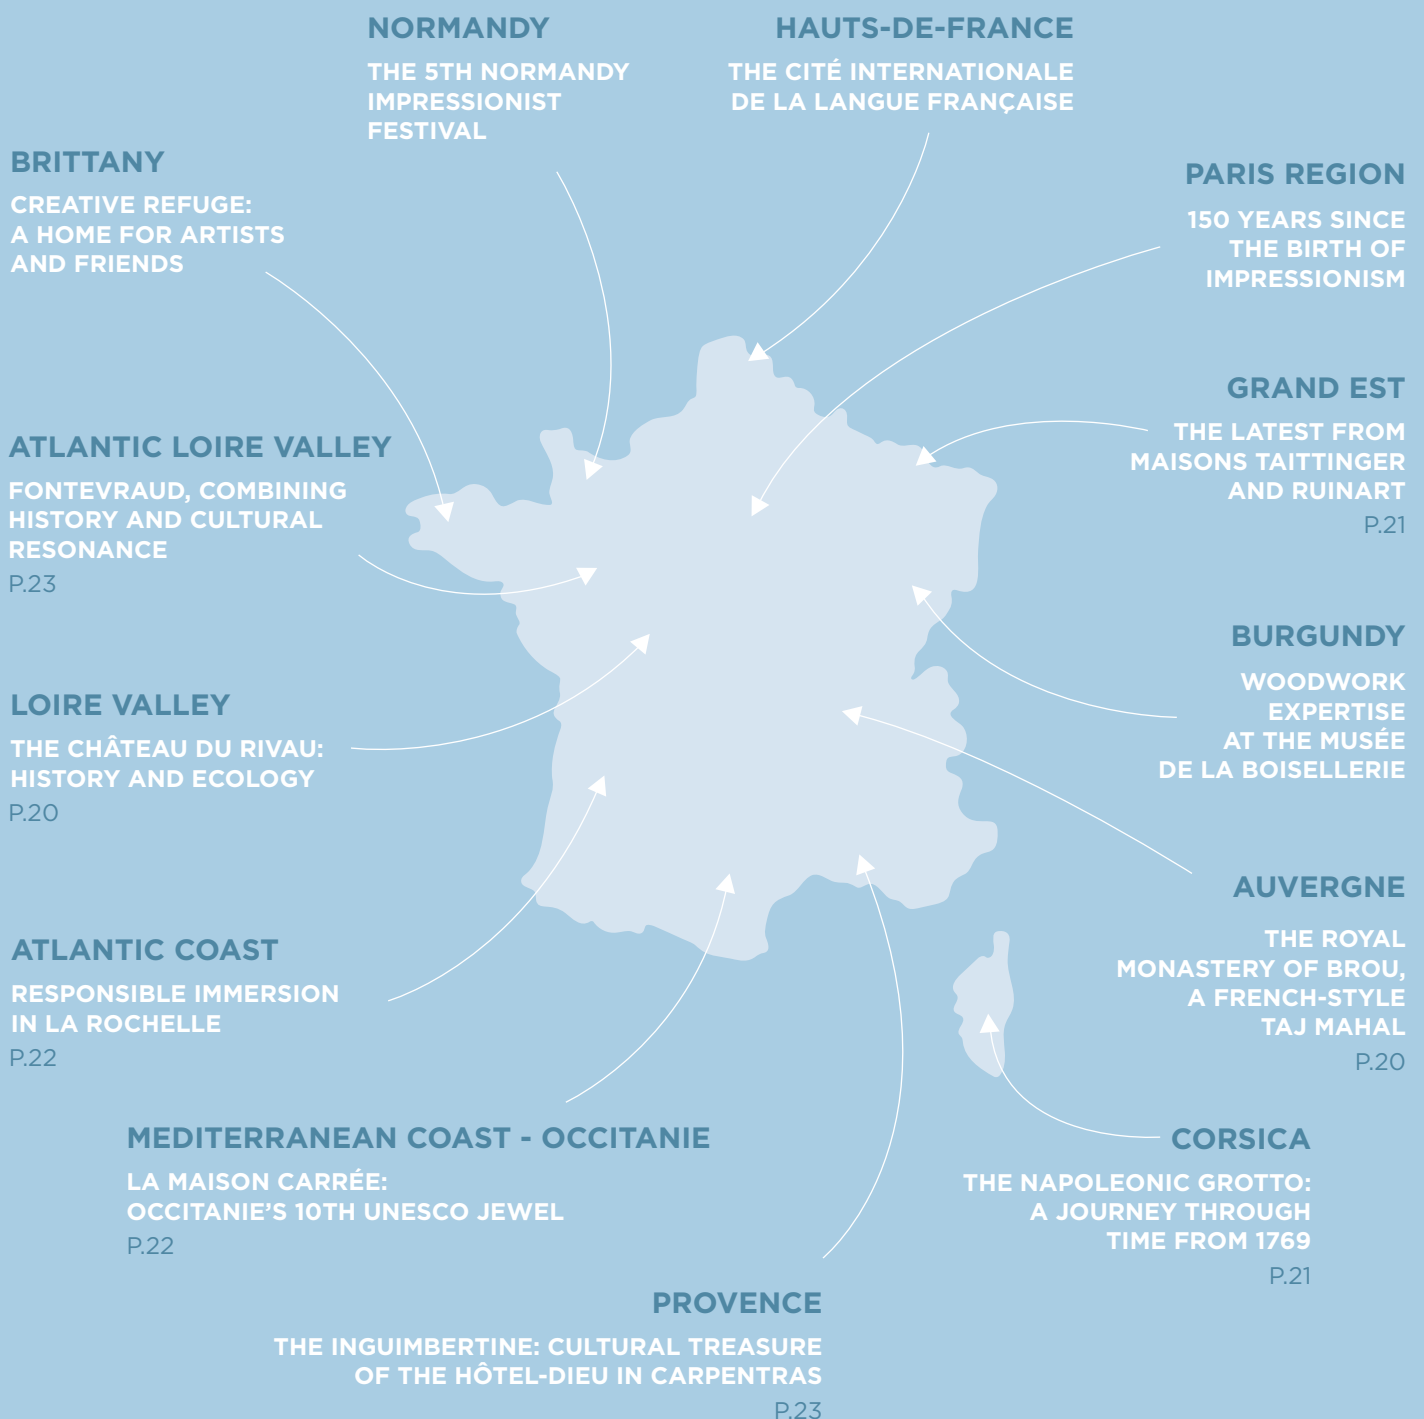 NORMANDY
THE 5TH NORMANDY
IMPRESSIONIST
FESTIVAL
HAUTS-DE-FRANCE
THE CITÉ INTERNATIONALE
DE LA LANGUE FRANÇAISE
BRITTANY
CREATIVE REFUGE:
A HOME FOR ARTISTS
AND FRIENDS
PARIS REGION
150 YEARS SINCE
THE BIRTH OF
IMPRESSIONISM
GRAND EST
THE LATEST FROM
MAISONS TAITTINGER
AND RUINART
P.21
ATLANTIC LOIRE VALLEY
FONTEVRAUD, COMBINING
HISTORY AND CULTURAL
RESONANCE
P.23
BURGUNDY
WOODWORK
EXPERTISE
AT THE MUSÉE
DE LA BOISELLERIE
LOIRE VALLEY
THE CHÂTEAU DU RIVAU:
HISTORY AND ECOLOGY
P.20
AUVERGNE
THE ROYAL
MONASTERY OF BROU,
A FRENCH-STYLE
TAJ MAHAL
P.20
ATLANTIC COAST
RESPONSIBLE IMMERSION
IN LA ROCHELLE
P.22
MEDITERRANEAN COAST - OCCITANIE
LA MAISON CARRÉE:
OCCITANIE'S 10TH UNESCO JEWEL
P.22
CORSICA
THE NAPOLEONIC GROTTO:
A JOURNEY THROUGH
TIME FROM 1769
P.21
PROVENCE
THE INGUIMBERTINE: CULTURAL TREASURE
OF THE HÔTEL-DIEU IN CARPENTRAS
P.23